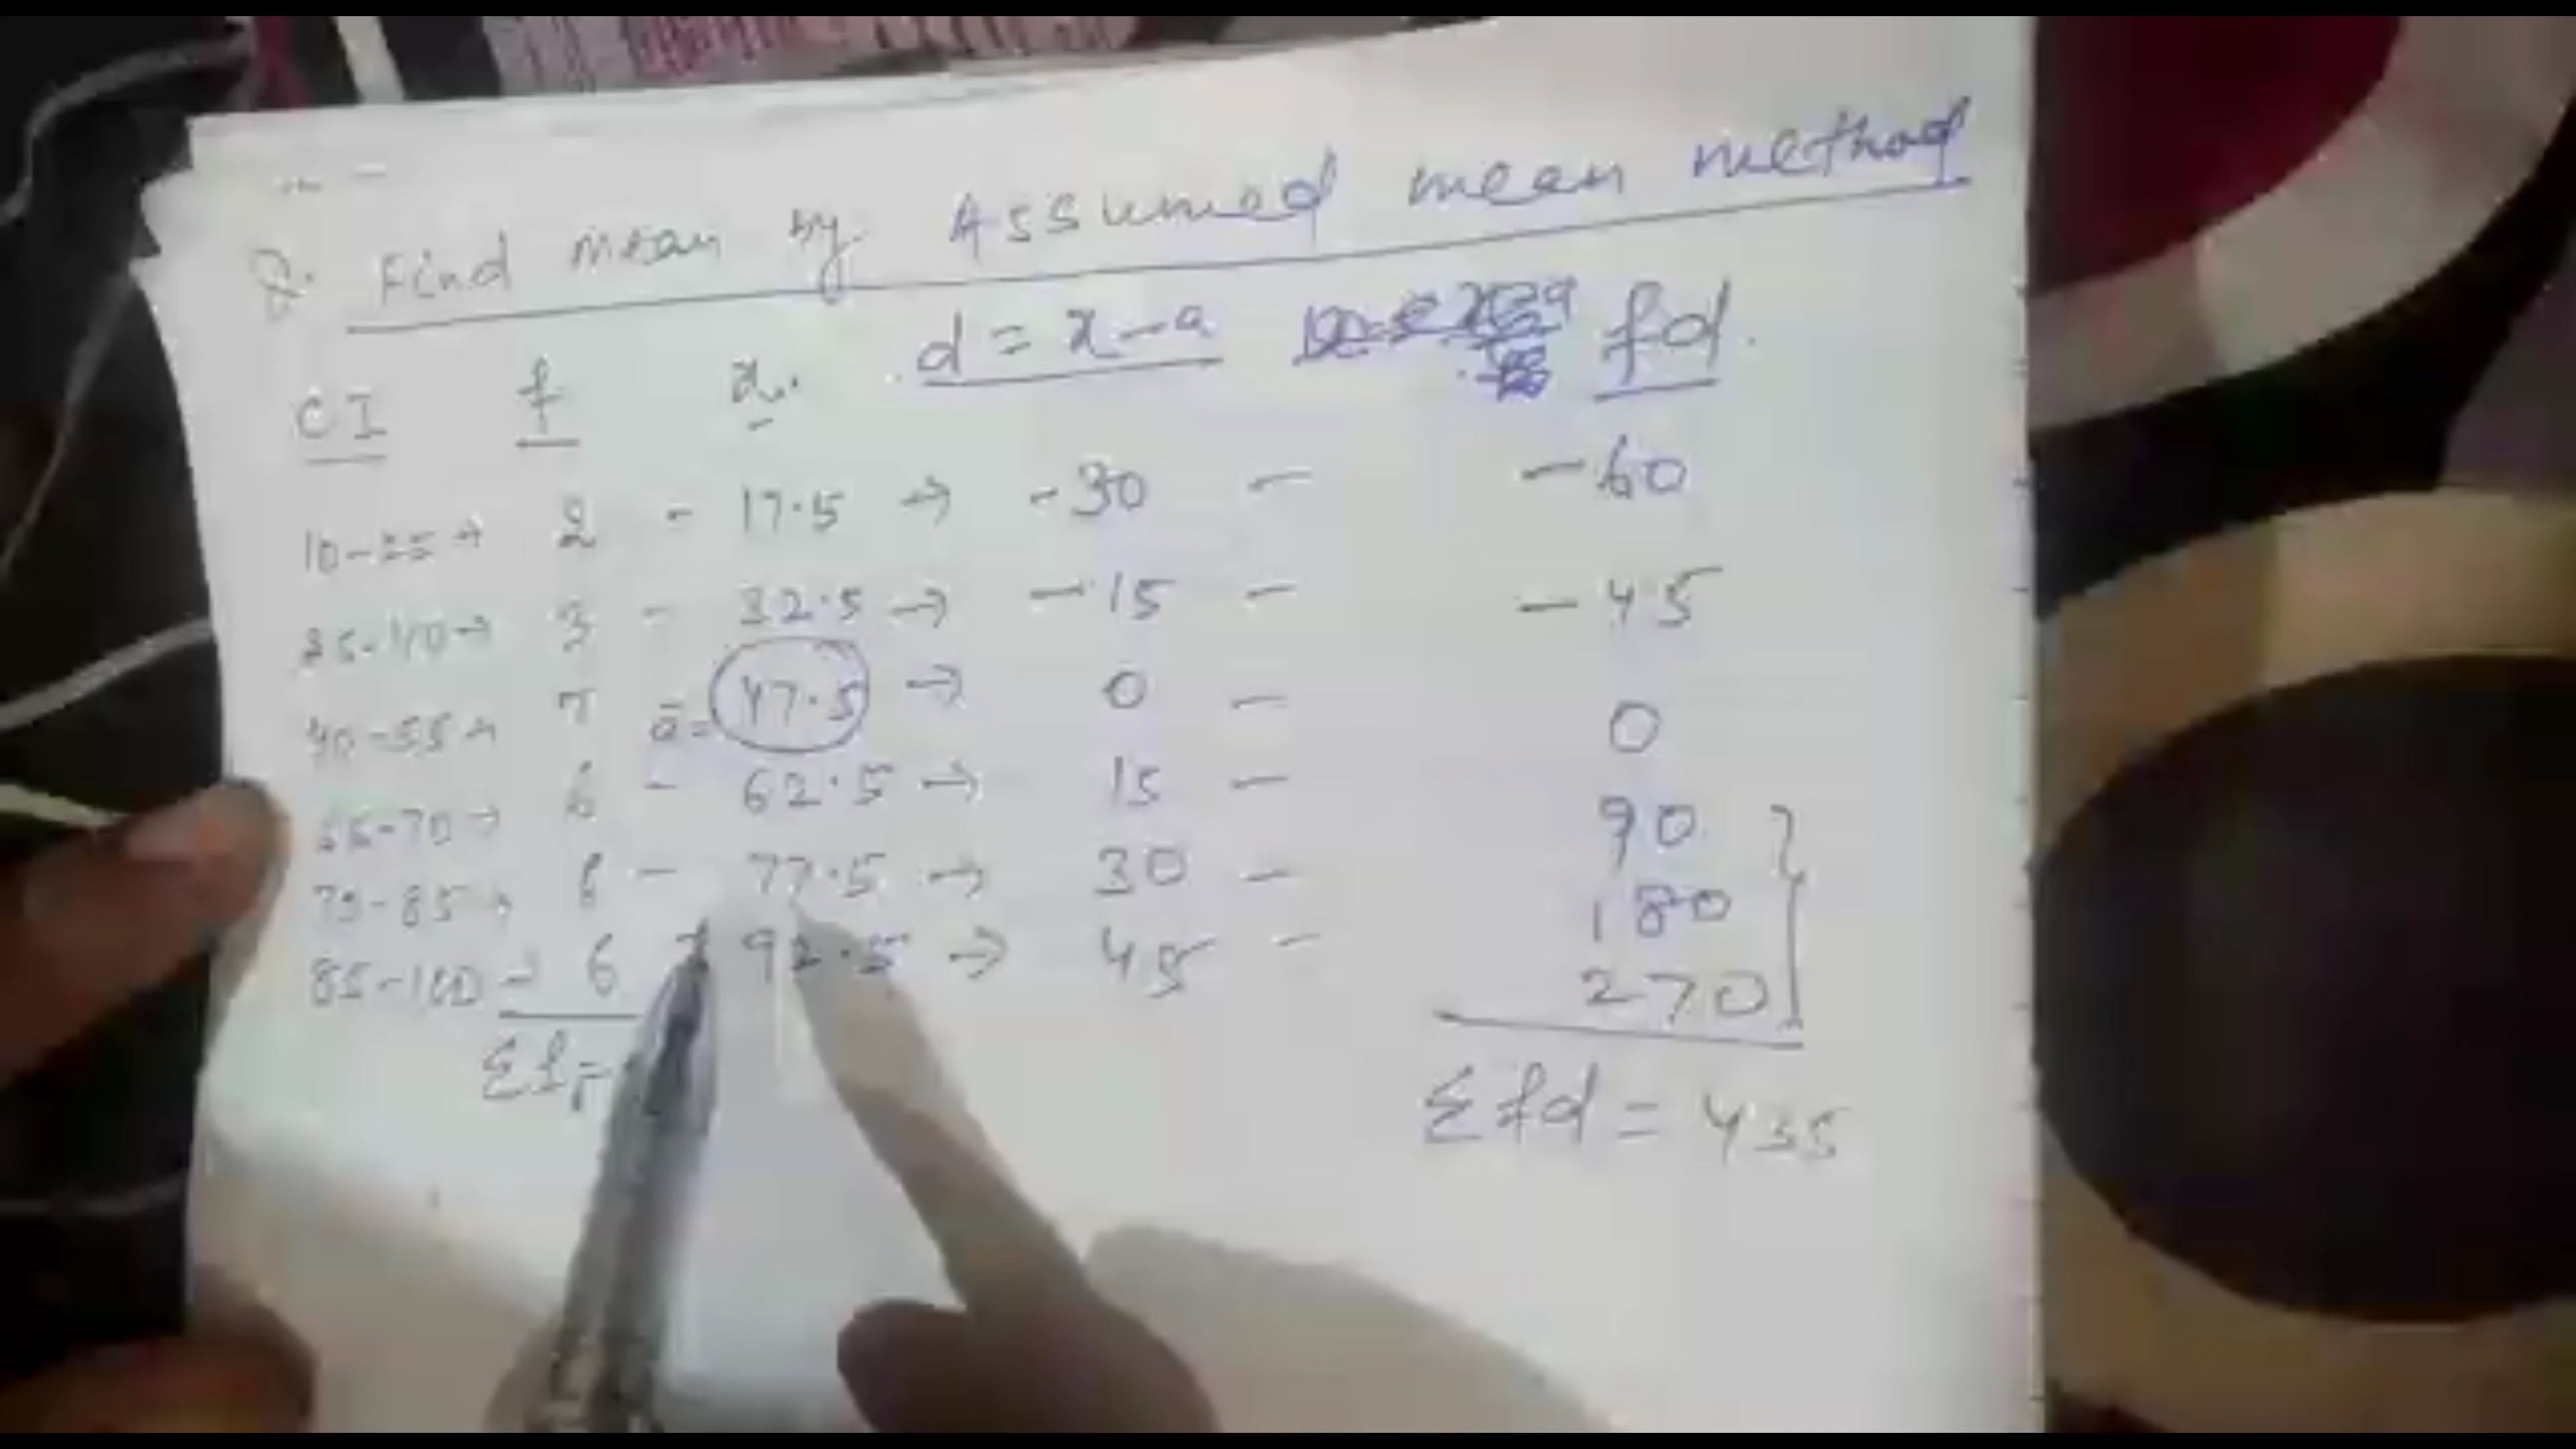 Q. Find mean by Assumed mean method
CI f x. d = x - a fd.
10-25 → 2 - 17.5 → -30 - -60
25-40 → 3 - 32.5 → -15 - -45
40-55 → 7 a = 47.5 → 0 - 0
55-70 → 6 - 62.5 → 15 - 90
70-85 → 6 - 77.5 → 30 - 180
85-100 → 6 92.5 → 45 - 270
Σf = Σfd = 435